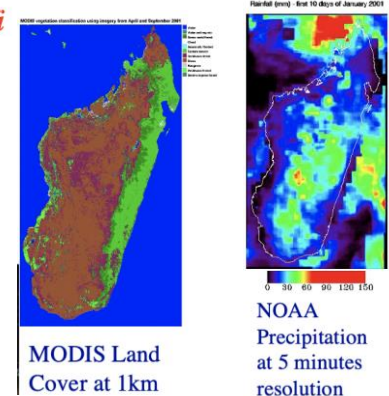 i
MODIS vegetation classification using imagery from April and September 2001
Rainfall (mm) - first 10 days of January 2001
0 30 60 90 120 150
MODIS Land
Cover at 1km
NOAA
Precipitation
at 5 minutes
resolution